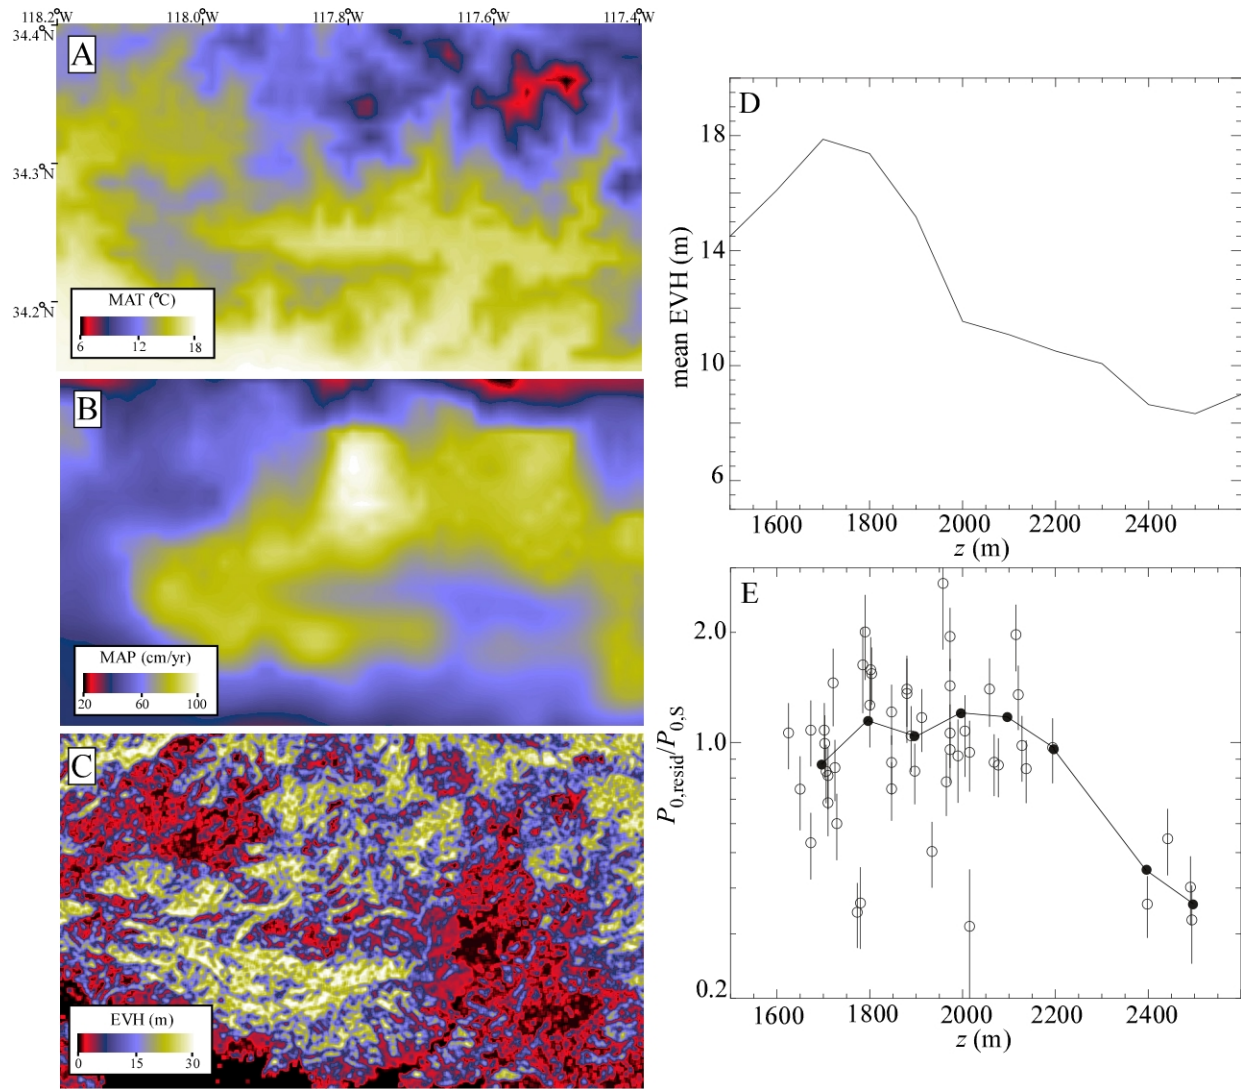 118.2°W 118.0°W 117.8°W 117.6°W 117.4°W
34.4°N
A
34.3°N
34.2°N
MAT (°C)
6 12 18
B
MAP (cm/yr)
20 60 100
C
EVH (m)
0 15 30
D
18
14
10
6
mean EVH (m)
1600 1800 2000 2200 2400
z (m)
E
2.0
1.0
0.2
P0,resid/P0,S
1600 1800 2000 2200 2400
z (m)